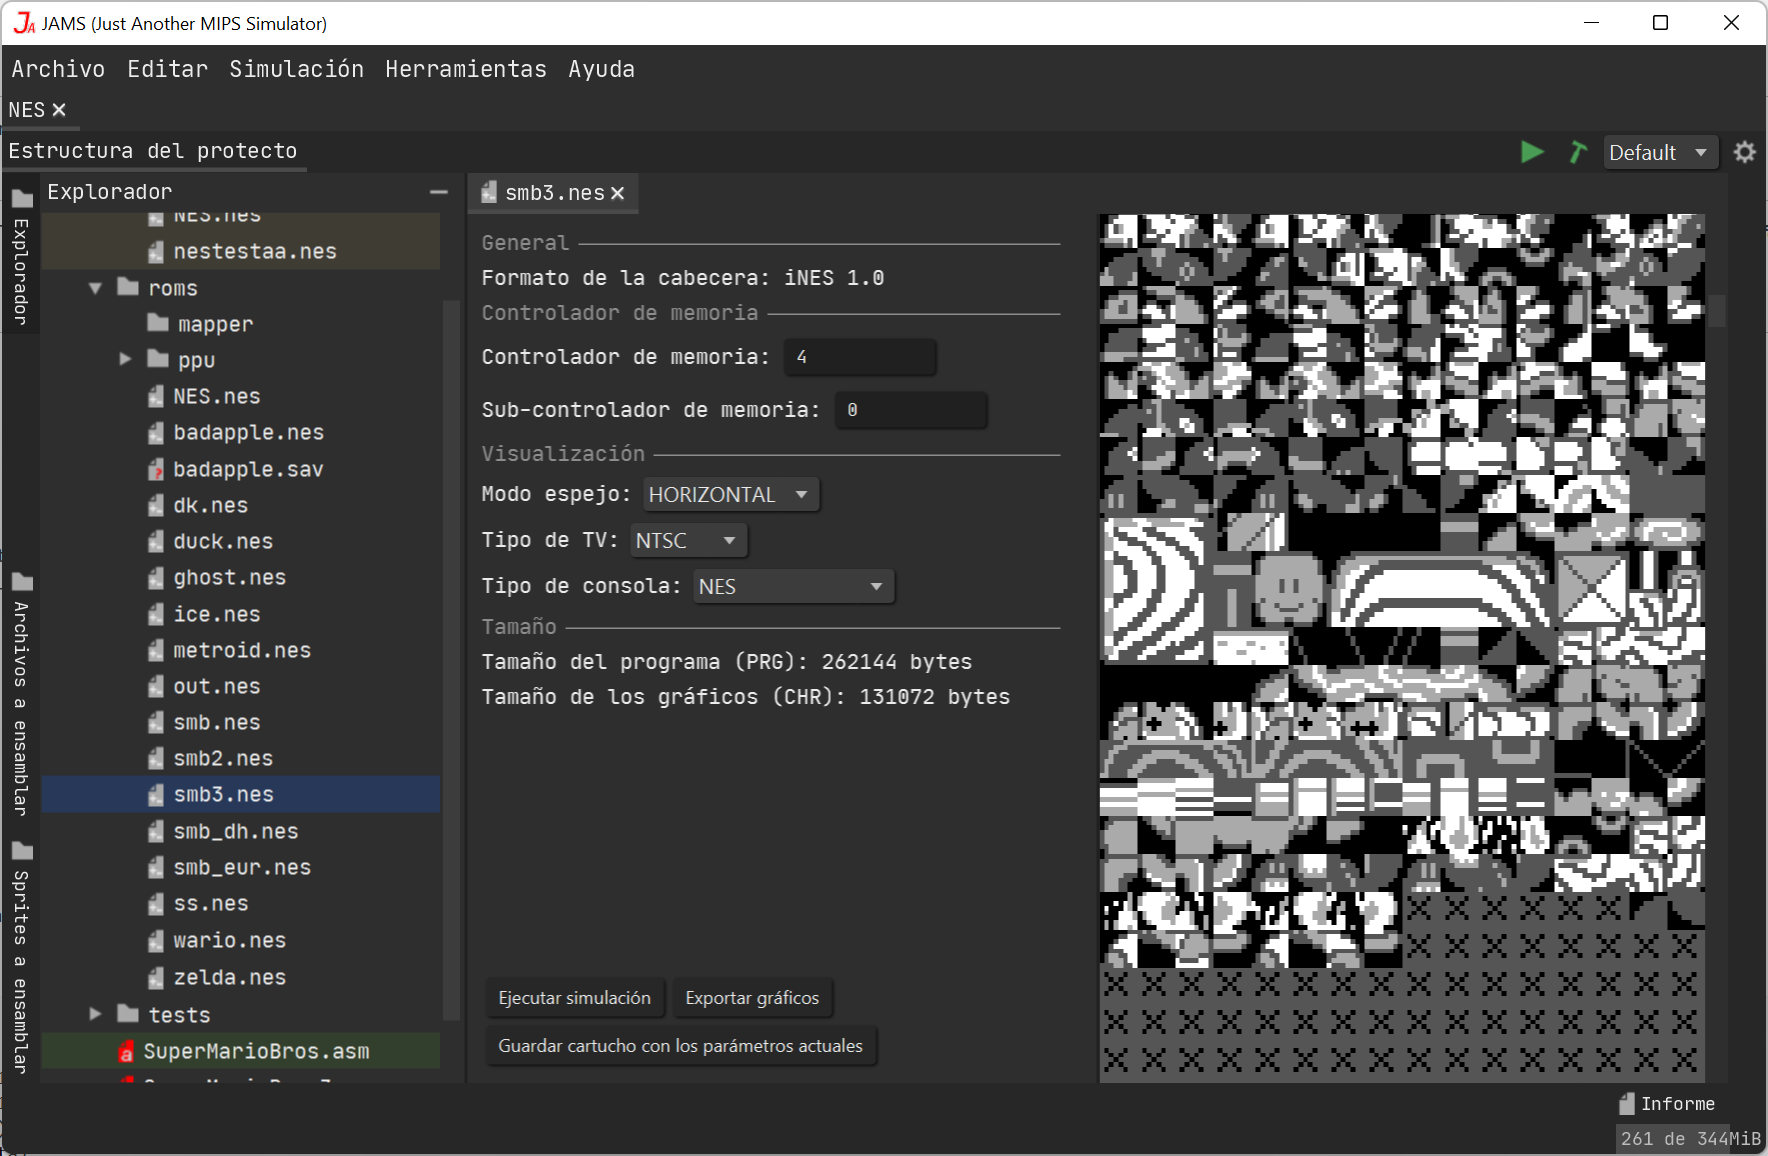 JAMS (Just Another MIPS Simulator)
Archivo Editar Simulación Herramientas Ayuda
NES
Estructura del protecto
Default
Explorador
Archivos a ensamblar
Sprites a ensamblar
Explorador
NES.nes
nestestaa.nes
roms
mapper
ppu
NES.nes
badapple.nes
badapple.sav
dk.nes
duck.nes
ghost.nes
ice.nes
metroid.nes
out.nes
smb.nes
smb2.nes
smb3.nes
smb_dh.nes
smb_eur.nes
ss.nes
wario.nes
zelda.nes
tests
SuperMarioBros.asm
smb3.nes
General
Formato de la cabecera: iNES 1.0
Controlador de memoria
Controlador de memoria: 4
Sub-controlador de memoria: 0
Visualización
Modo espejo: HORIZONTAL
Tipo de TV: NTSC
Tipo de consola: NES
Tamaño
Tamaño del programa (PRG): 262144 bytes
Tamaño de los gráficos (CHR): 131072 bytes
Ejecutar simulación Exportar gráficos
Guardar cartucho con los parámetros actuales
Informe
261 de 344MiB